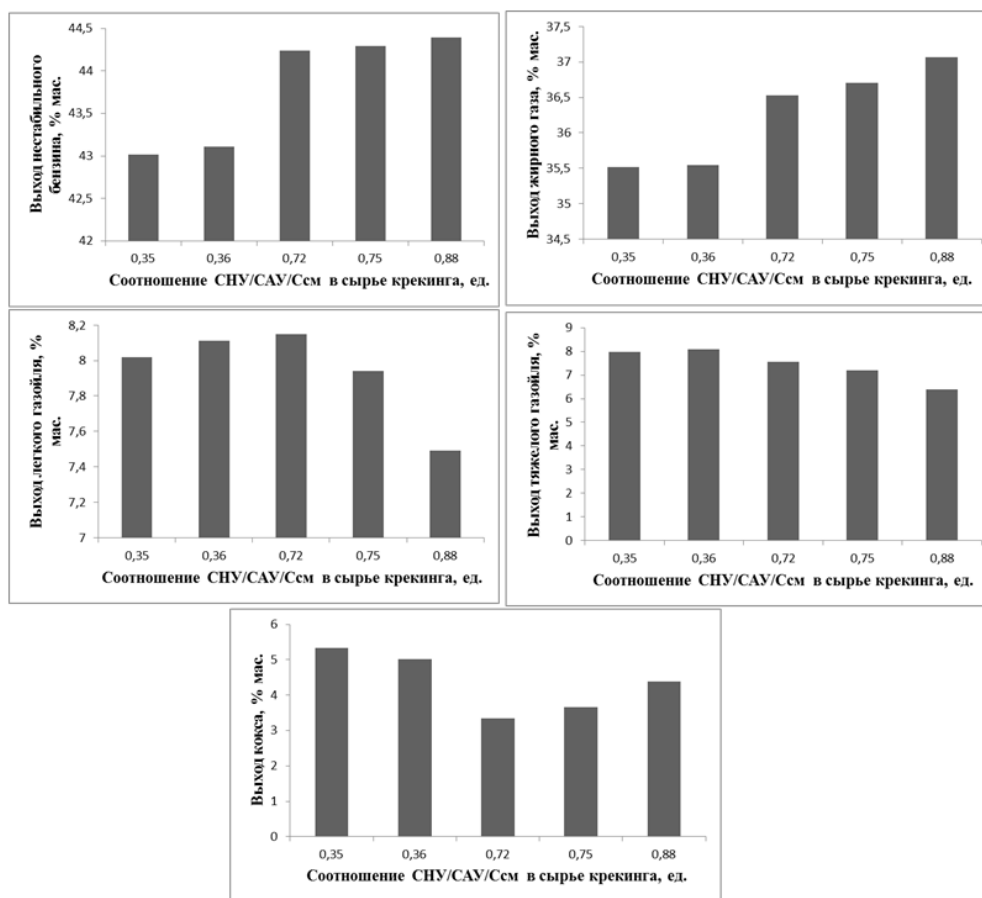 Выход нестабильного
бензина, % мас.
44,5
44
43,5
43
42,5
42
0,35 0,36 0,72 0,75 0,88
Соотношение СНУ/САУ/Ссм в сырье крекинга, ед.
Выход жирного газа, % мас.
37,5
37
36,5
36
35,5
35
34,5
0,35 0,36 0,72 0,75 0,88
Соотношение СНУ/САУ/Ссм в сырье крекинга, ед.
Выход легкого газойля, %
мас.
8,2
8
7,8
7,6
7,4
7,2
7
0,35 0,36 0,72 0,75 0,88
Соотношение СНУ/САУ/Ссм в сырье крекинга, ед.
Выход тяжелого газойля, %
мас.
9
8
7
6
5
4
3
2
1
0
0,35 0,36 0,72 0,75 0,88
Соотношение СНУ/САУ/Ссм в сырье крекинга, ед.
Выход кокса, % мас.
6
5
4
3
2
1
0
0,35 0,36 0,72 0,75 0,88
Соотношение СНУ/САУ/Ссм в сырье крекинга, ед.